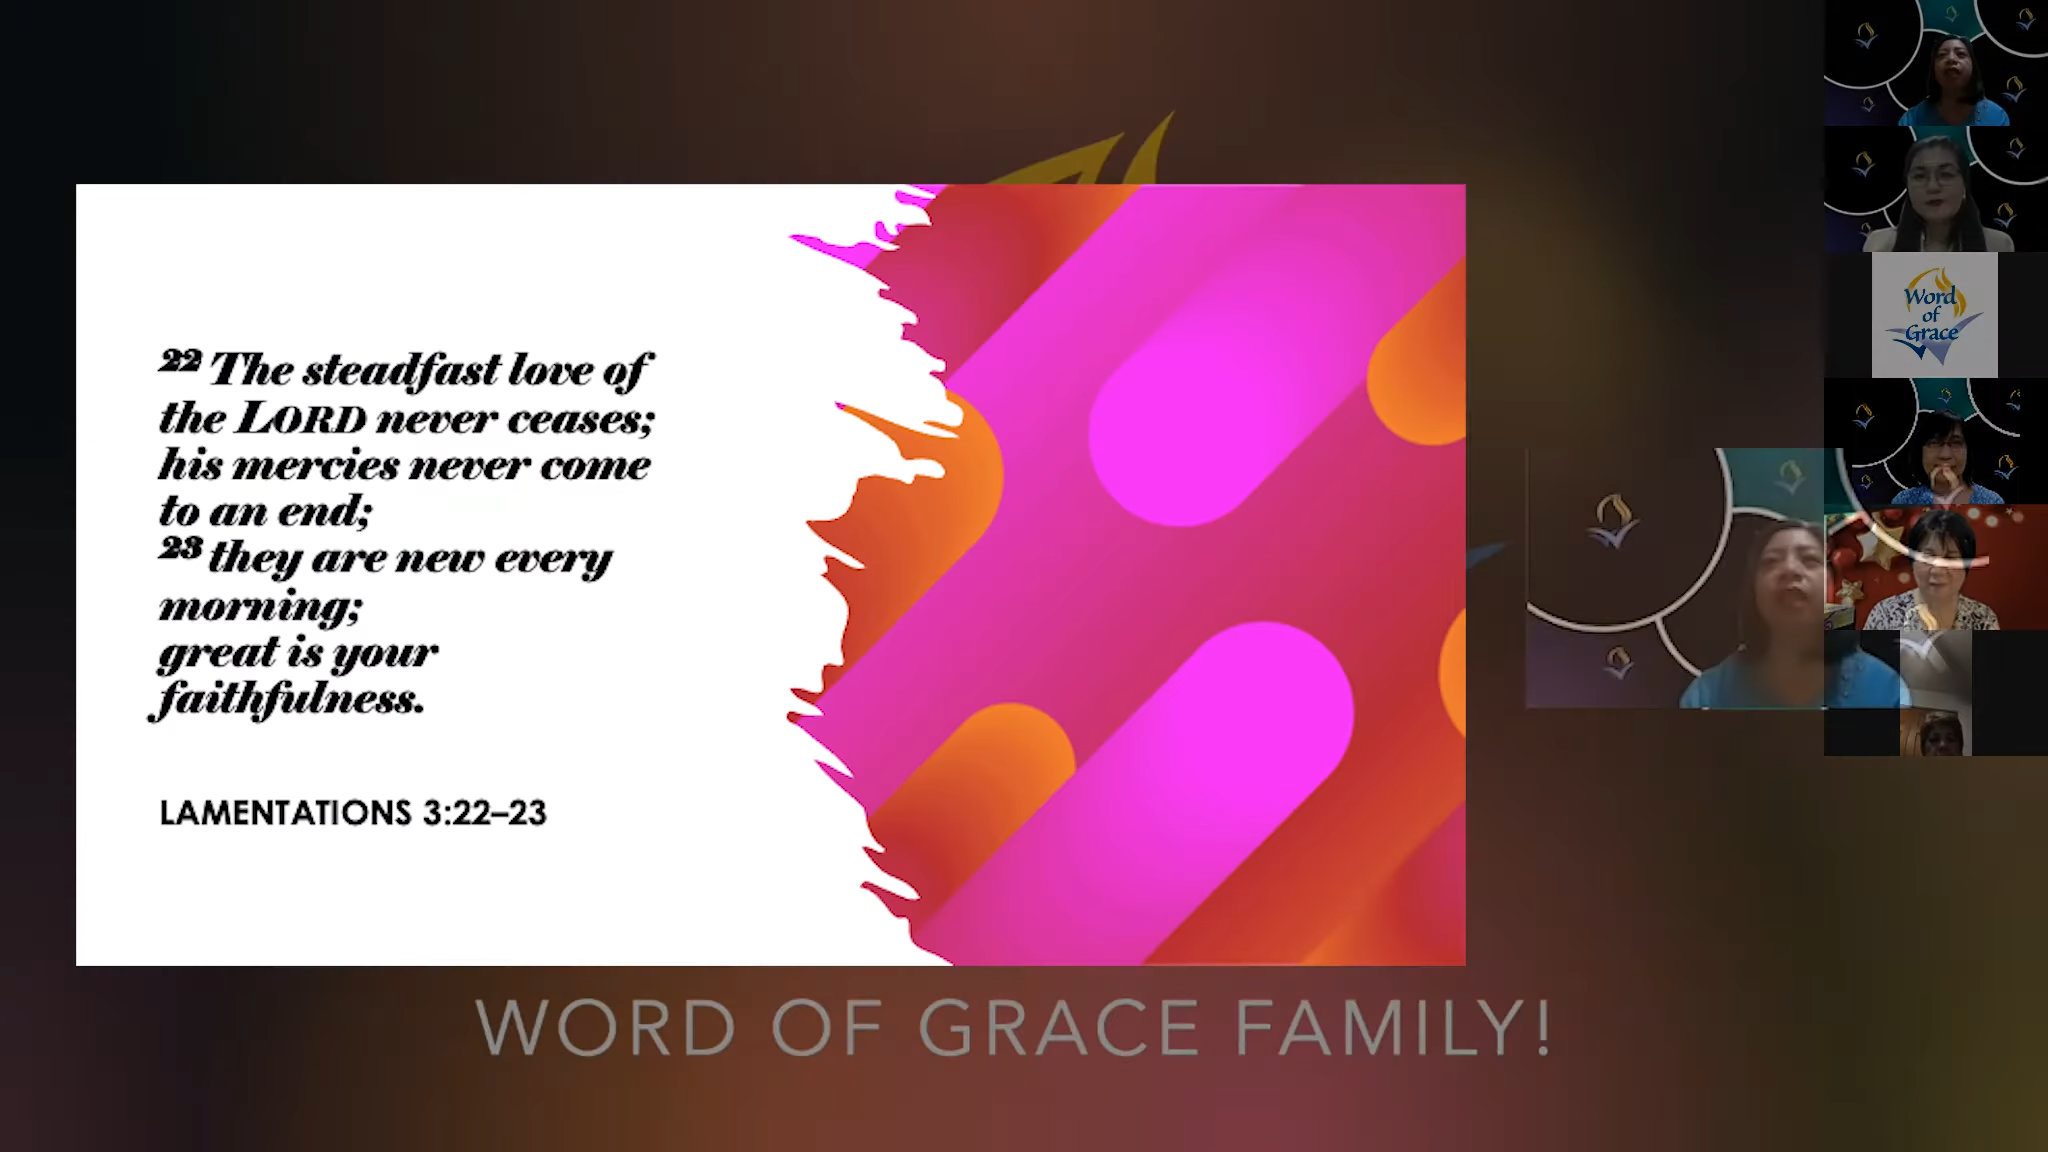 22 The steadfast love of
the LORD never ceases;
his mercies never come
to an end;
23 they are new every
morning;
great is your
faithfulness.
LAMENTATIONS 3:22–23
WORD OF GRACE FAMILY!
Word
of
Grace